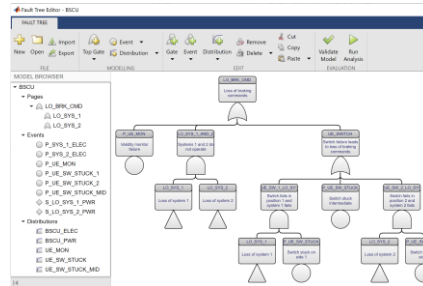 Fault Tree Editor - BSCU
FAULT TREE
New Open Import Export
Top Gate Event Distribution
Gate Event Distribution Remove Delete
Cut
Copy
Paste
Validate Model
Run Analysis
FILE MODELLING EDIT EVALUATION
MODEL BROWSER
BSCU
Pages
LO_BRK_CMD
LO_SYS_1
LO_SYS_2
Events
P_SYS_1_ELEC
P_SYS_2_ELEC
P_UE_MON
P_UE_SW_STUCK_1
P_UE_SW_STUCK_2
P_UE_SW_STUCK_MID
S_LO_SYS_1_PWR
S_LO_SYS_2_PWR
Distributions
BSCU_ELEC
BSCU_PWR
UE_MON
UE_SW_STUCK
UE_SW_STUCK_MID
LO_BRK_CMD
Loss of braking
commands
P_UE_MON
Validity monitor
failure
LO_SYS_1_AND_2
Systems 1 and 2 do
not operate
UE_SWITCH
Switch failure leads
to loss of braking
commands
LO_SYS_1
Loss of system 1
LO_SYS_2
Loss of system 2
UE_SW_1_LO_SY
Switch fails in
position 1 and
system 1 fails
P_UE_SW_STUCK
Switch stuck
intermediate
UE_SW_2_LO_SY
Switch fails in
position 2 and
system 2 fails
LO_SYS_1
Loss of system 1
P_UE_SW_STUCK
Switch stuck on
side 1
LO_SYS_2
Loss of system 2